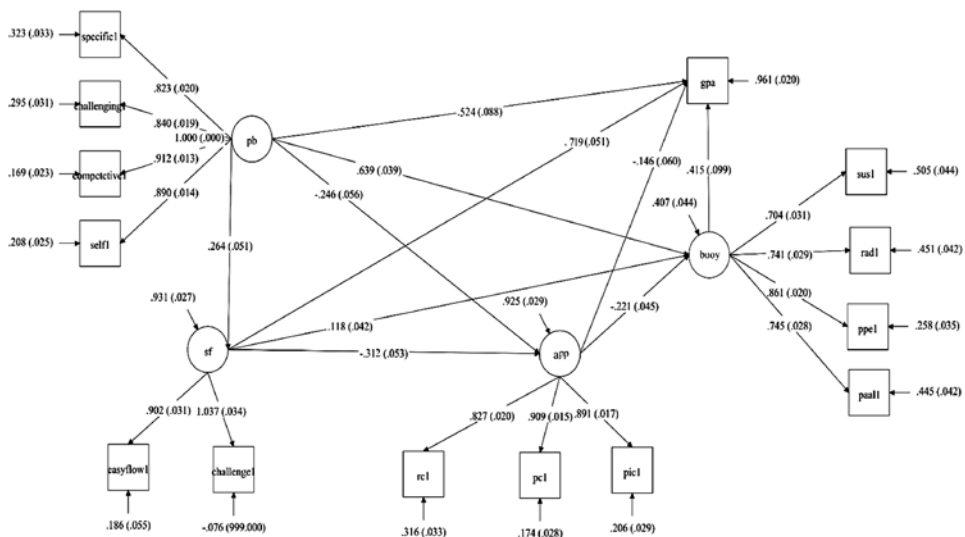 .323 (.033)
specific1
.823 (.020)
.295 (.031)
challenging1
.840 (.019)
1.000 (.000)
pb
.912 (.013)
.169 (.023)
competetive1
.890 (.014)
.208 (.025)
self1
.264 (.051)
.524 (.088)
gpa
.961 (.020)
-.719 (.051)
.639 (.039)
-.246 (.056)
-.146 (.060)
.415 (.099)
.407 (.044)
buoy
.704 (.031)
sus1
.505 (.044)
.741 (.029)
rad1
.451 (.042)
.861 (.020)
ppe1
.258 (.035)
.745 (.028)
paal1
.445 (.042)
.931 (.027)
sf
.118 (.042)
-.312 (.053)
.925 (.029)
app
-.221 (.045)
.902 (.031)
1.037 (.034)
easyflow1
challenge1
.186 (.055)
-.076 (999.000)
.827 (.020)
.909 (.015)
.891 (.017)
rc1
pc1
pic1
.316 (.033)
.174 (.028)
.206 (.029)